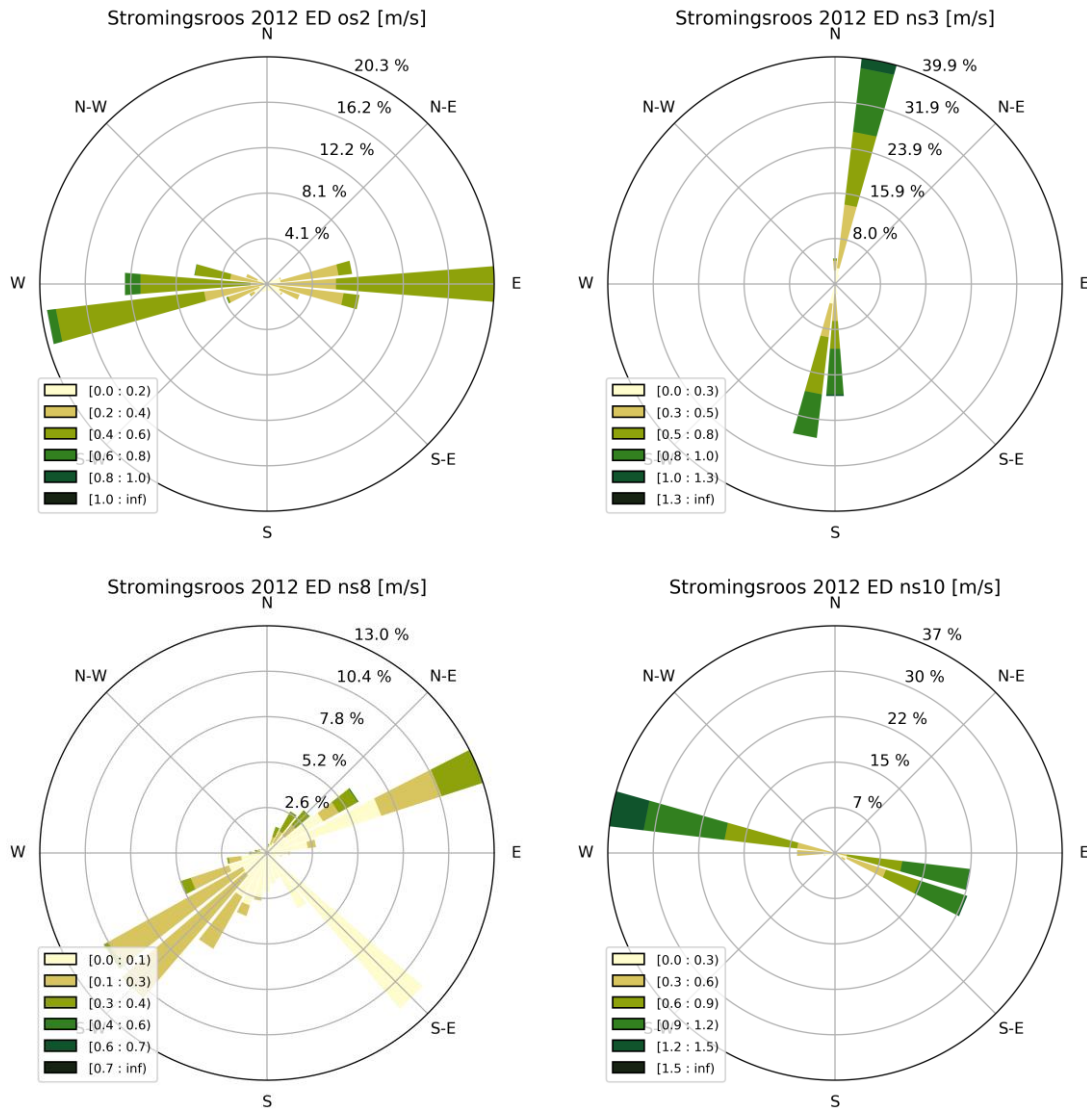 Stromingsroos 2012 ED os2 [m/s]
N
20.3 %
N-W
16.2 %
N-E
12.2 %
8.1 %
4.1 %
W
E
[0.0 : 0.2)
[0.2 : 0.4)
[0.4 : 0.6)
S-W
[0.6 : 0.8)
S-E
[0.8 : 1.0)
[1.0 : inf)
S
Stromingsroos 2012 ED ns3 [m/s]
N
39.9 %
N-W
31.9 %
N-E
23.9 %
15.9 %
8.0 %
W
E
[0.0 : 0.3)
[0.3 : 0.5)
[0.5 : 0.8)
S-W
[0.8 : 1.0)
S-E
[1.0 : 1.3)
[1.3 : inf)
S
Stromingsroos 2012 ED ns8 [m/s]
N
13.0 %
N-W
10.4 %
N-E
7.8 %
5.2 %
2.6 %
W
E
[0.0 : 0.1)
[0.1 : 0.3)
[0.3 : 0.4)
S-W
[0.4 : 0.6)
S-E
[0.6 : 0.7)
[0.7 : inf)
S
Stromingsroos 2012 ED ns10 [m/s]
N
37 %
N-W
30 %
N-E
22 %
15 %
7 %
W
E
[0.0 : 0.3)
[0.3 : 0.6)
[0.6 : 0.9)
S-W
[0.9 : 1.2)
S-E
[1.2 : 1.5)
[1.5 : inf)
S